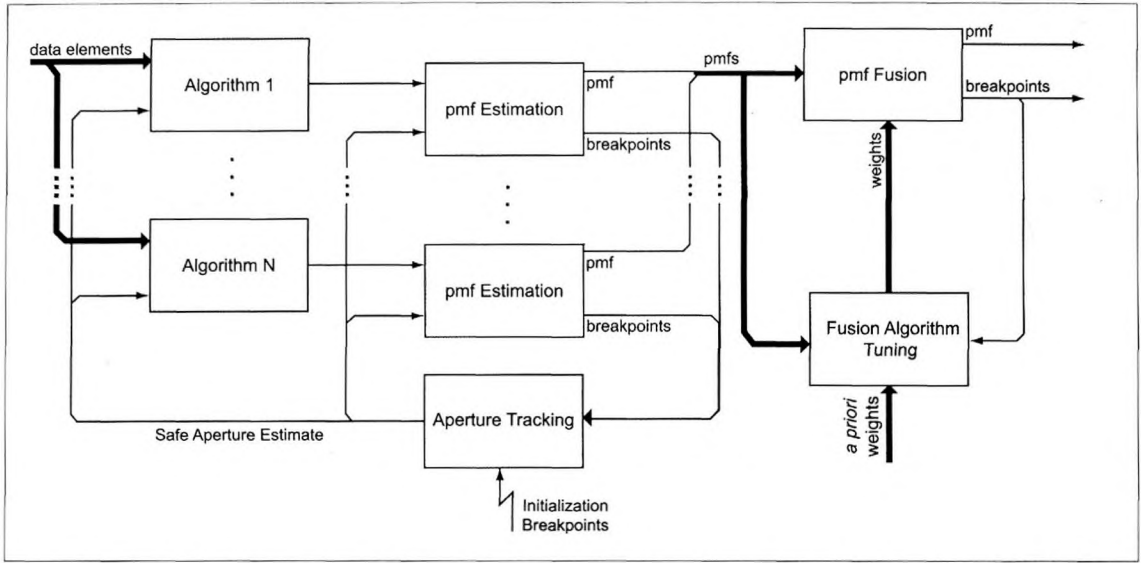 data elements
Algorithm 1
pmf Estimation
pmf
breakpoints
pmfs
pmf Fusion
pmf
breakpoints
weights
Algorithm N
pmf Estimation
pmf
breakpoints
Fusion Algorithm
Tuning
a priori
weights
Aperture Tracking
Safe Aperture Estimate
Initialization
Breakpoints